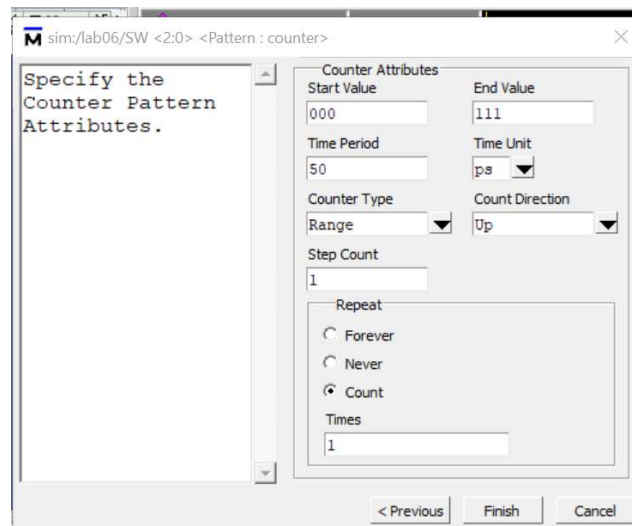 M sim:/lab06/SW <2:0> <Pattern : counter>
Specify the
Counter Pattern
Attributes.
Counter Attributes
Start Value End Value
000 111
Time Period Time Unit
50 ps
Counter Type Count Direction
Range Up
Step Count
1
Repeat
Forever
Never
Count
Times
1
< Previous Finish Cancel